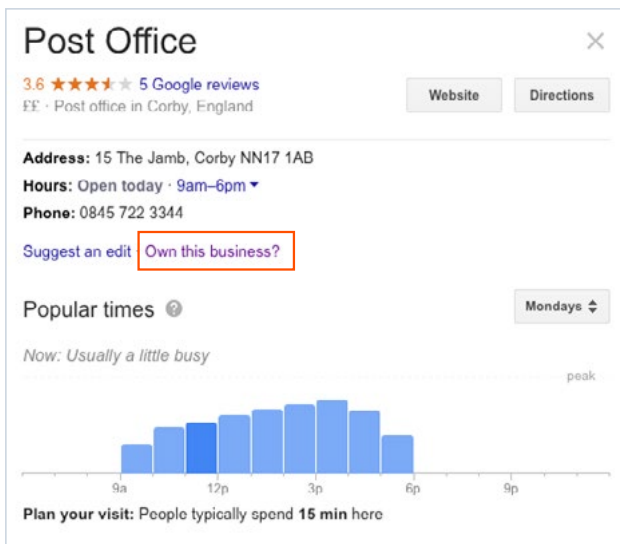 Post Office
3.6 ★★★★★ 5 Google reviews
££ · Post office in Corby, England
Website
Directions
Address: 15 The Jamb, Corby NN17 1AB
Hours: Open today · 9am–6pm
Phone: 0845 722 3344
Suggest an edit · Own this business?
Popular times ?
Mondays
Now: Usually a little busy
peak
9a 12p 3p 6p 9p
Plan your visit: People typically spend 15 min here